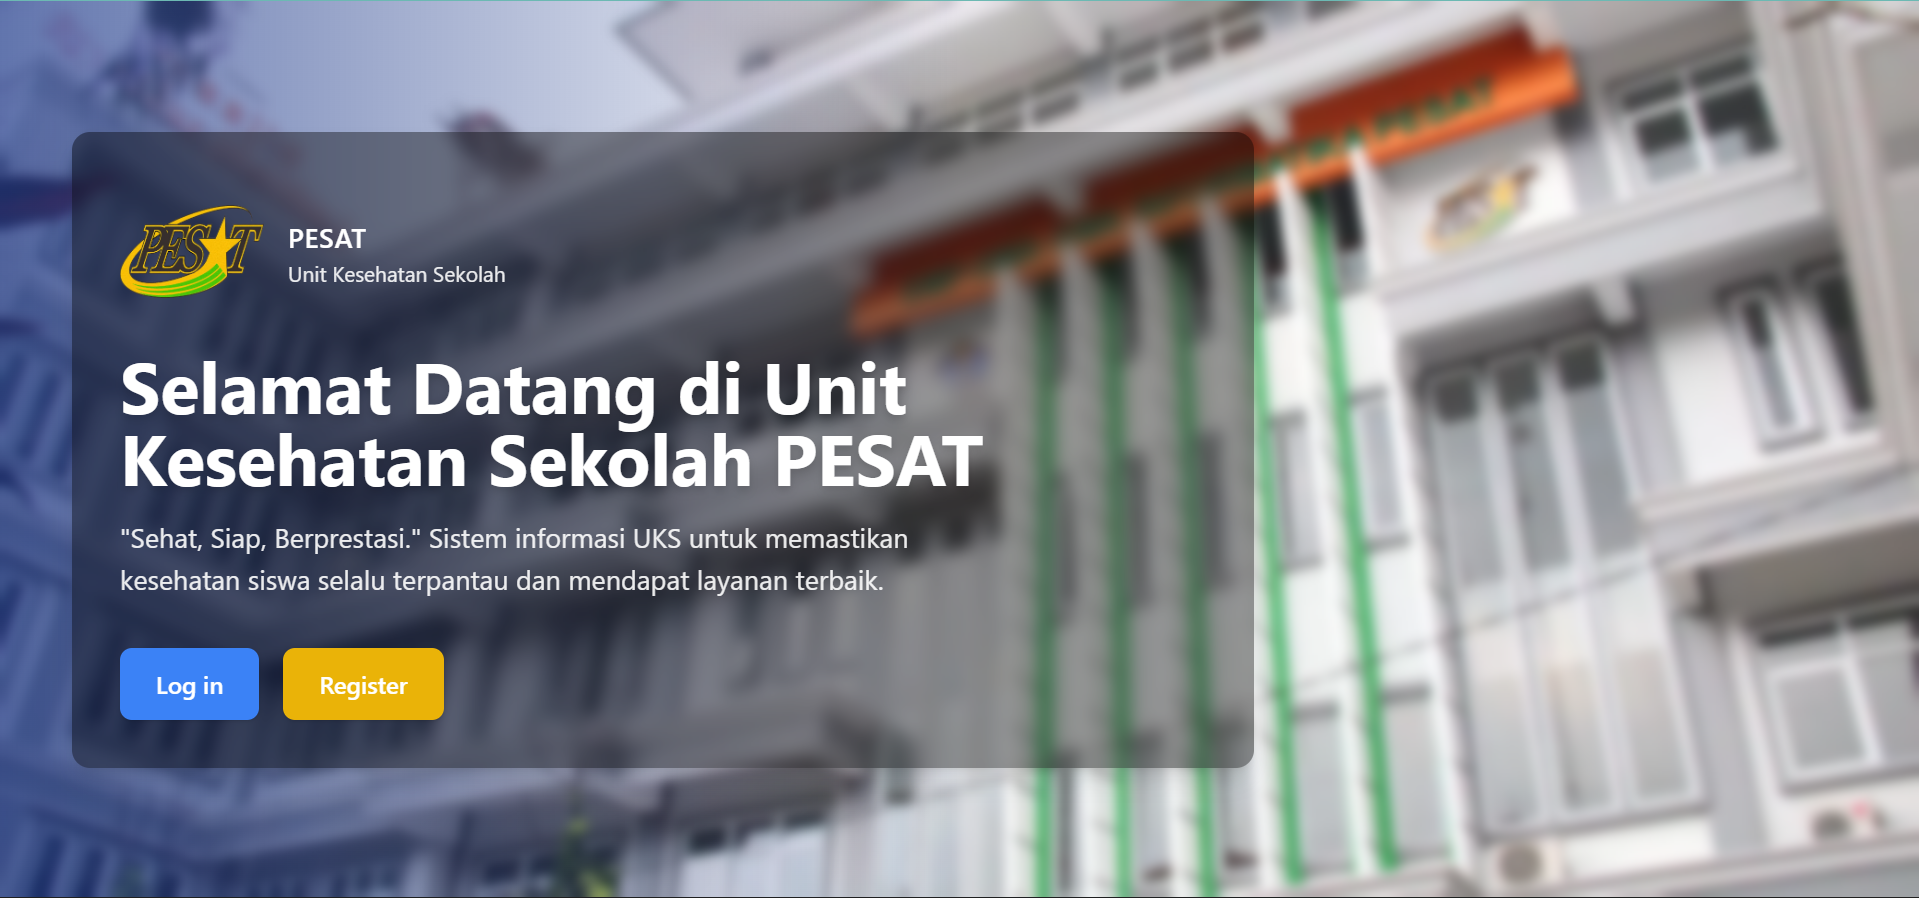 PESAT
PESAT
Unit Kesehatan Sekolah
Selamat Datang di Unit
Kesehatan Sekolah PESAT
"Sehat, Siap, Berprestasi." Sistem informasi UKS untuk memastikan
kesehatan siswa selalu terpantau dan mendapat layanan terbaik.
Log in
Register